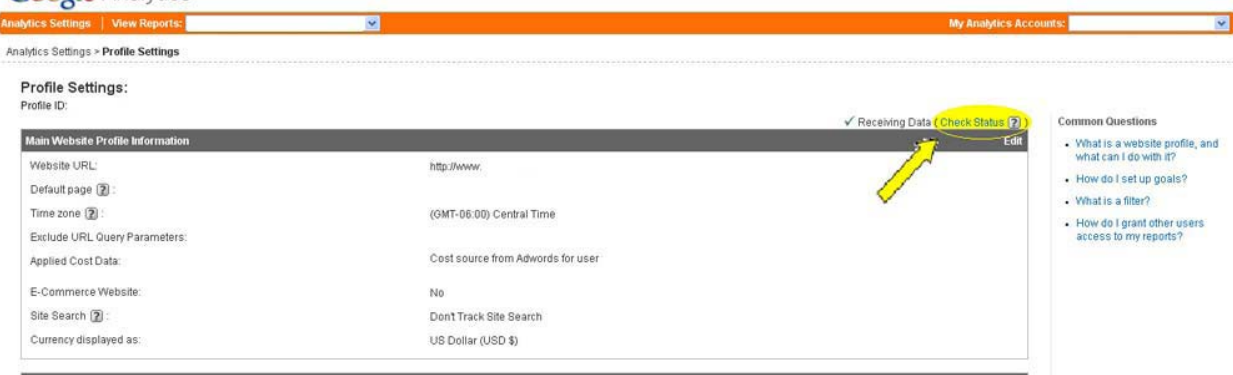 Google Analytics
Analytics Settings | View Reports: My Analytics Accounts:
Analytics Settings > Profile Settings
Profile Settings:
Profile ID:
✓ Receiving Data ( Check Status [?] )
Main Website Profile Information Edit
Website URL: http://www.
Default page [?] :
Time zone [?] : (GMT-06:00) Central Time
Exclude URL Query Parameters:
Applied Cost Data: Cost source from Adwords for user
E-Commerce Website: No
Site Search [?] : Don't Track Site Search
Currency displayed as: US Dollar (USD $)
Common Questions
• What is a website profile, and
what can I do with it?
• How do I set up goals?
• What is a filter?
• How do I grant other users
access to my reports?